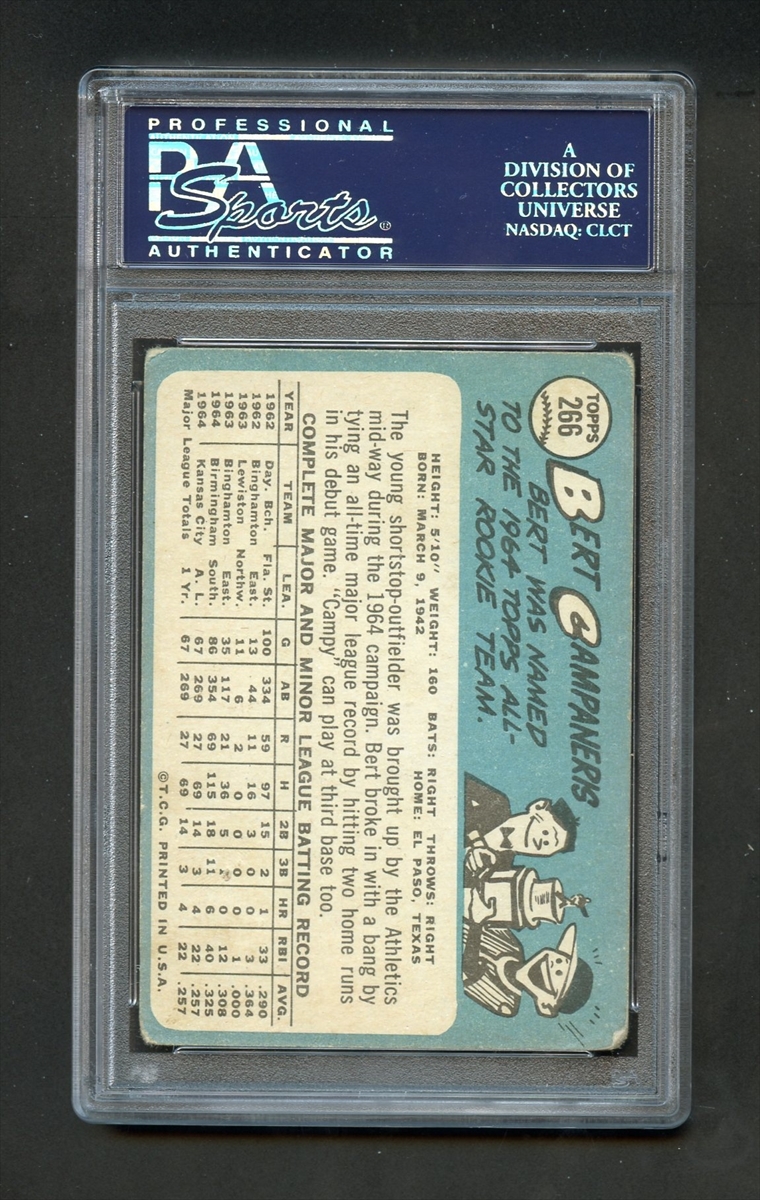 PROFESSIONAL
PSA
Sports
AUTHENTICATOR
A
DIVISION OF
COLLECTORS
UNIVERSE
NASDAQ: CLCT
TOPPS
266
BERT CAMPANERIS
BERT WAS NAMED
TO THE 1964 TOPPS ALL-
STAR ROOKIE TEAM.
HEIGHT: 5'10" WEIGHT: 160 BATS: RIGHT THROWS: RIGHT
BORN: MARCH 9, 1942 HOME: EL PASO, TEXAS
The young shortstop-outfielder was brought up by the Athletics
mid-way during the 1964 campaign. Bert broke in with a bang by
tying an all-time major league record by hitting two home runs
in his debut game. "Campy" can play at third base too.
COMPLETE MAJOR AND MINOR LEAGUE BATTING RECORD
YEAR TEAM LEA. G AB R H 2B 3B HR RBI AVG.
1962 Day. Bch. Fla. St. 100 334 59 97 15 2 1 33 .290
1962 Binghamton East. 13 44 11 16 3 0 0 3 .364
1963 Lewiston Northw. 11 6 2 0 0 0 0 1 .000
1963 Binghamton East. 35 117 21 36 5 0 12 .308
1964 Birmingham South. 86 354 69 115 18 11 6 40 .325
1964 Kansas City A. L. 67 269 27 69 14 3 4 22 .257
Major League Totals 1 Yr. 67 269 27 69 14 3 4 22 .257
©T.C.G. PRINTED IN U.S.A.